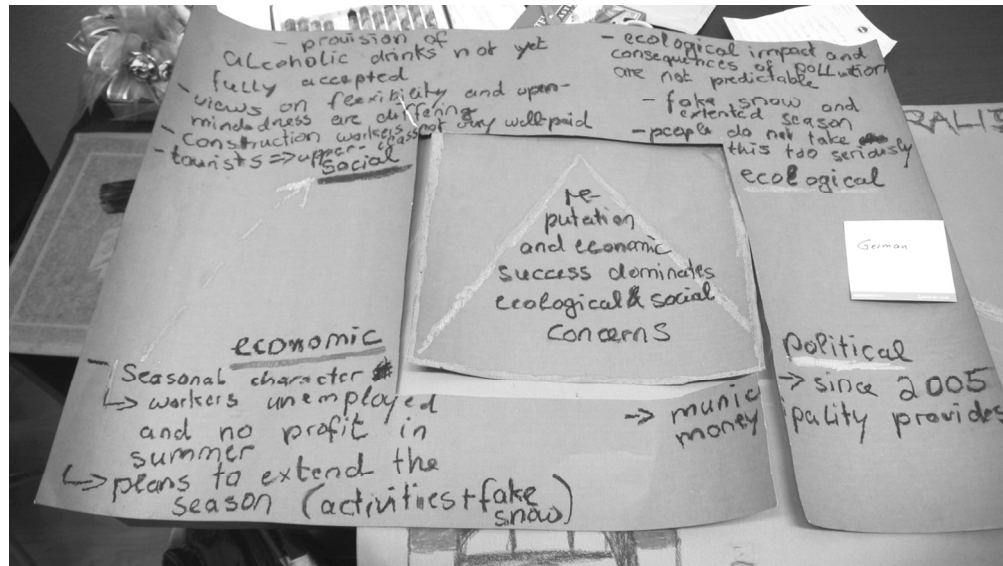 - provision of
alcoholic drinks not yet
fully accepted
- views on flexibility and open-
mindedness are differing
- construction workers not very well-paid
- tourists => upper-class
social
- ecological impact and
consequences of pollution
are not predictable
- fake snow and
extented season
- people do not take
this too seriously
ecological
re-
putation
and economic
success dominates
ecological & social
concerns
German
economic
- Seasonal character
↳ workers unemployed
and no profit in
summer
↳ plans to extend the
season (activities + fake
snow)
political
-> since 2005
-> munici
pality provides
money
RALIT